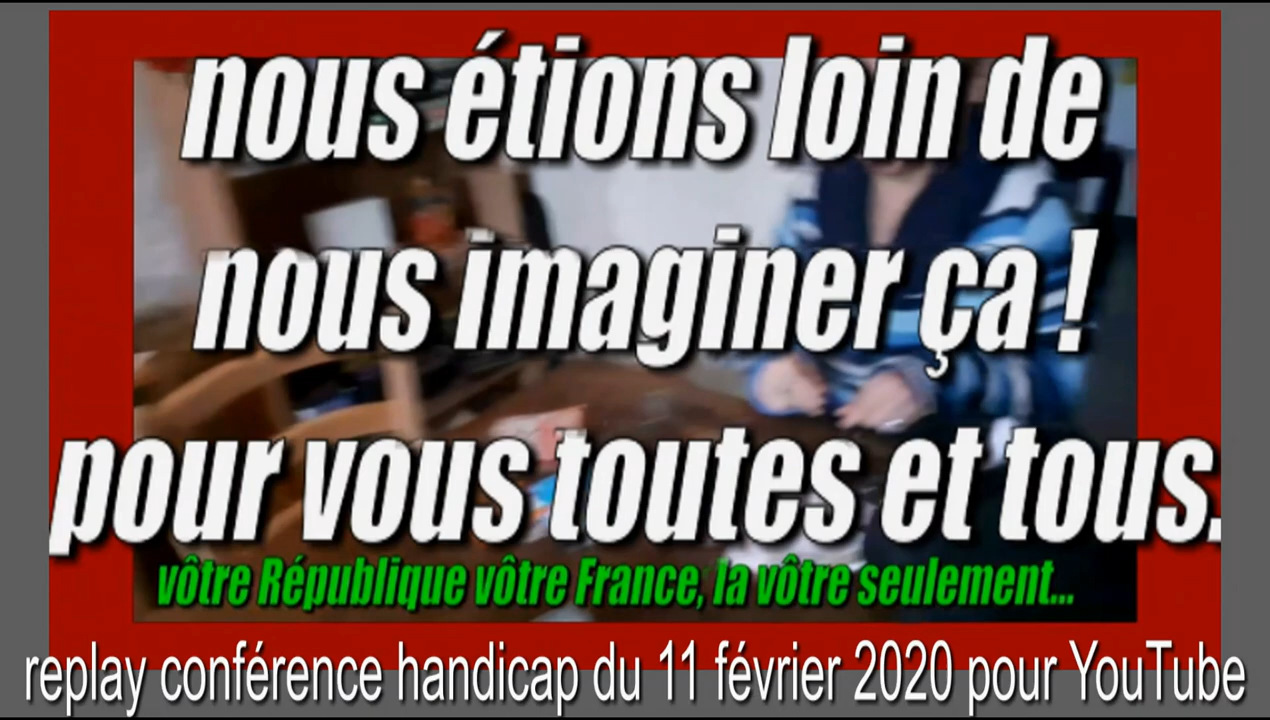 nous étions loin de
nous imaginer ça !
pour vous toutes et tous.
vôtre République vôtre France, la vôtre seulement...
replay conférence handicap du 11 février 2020 pour YouTube